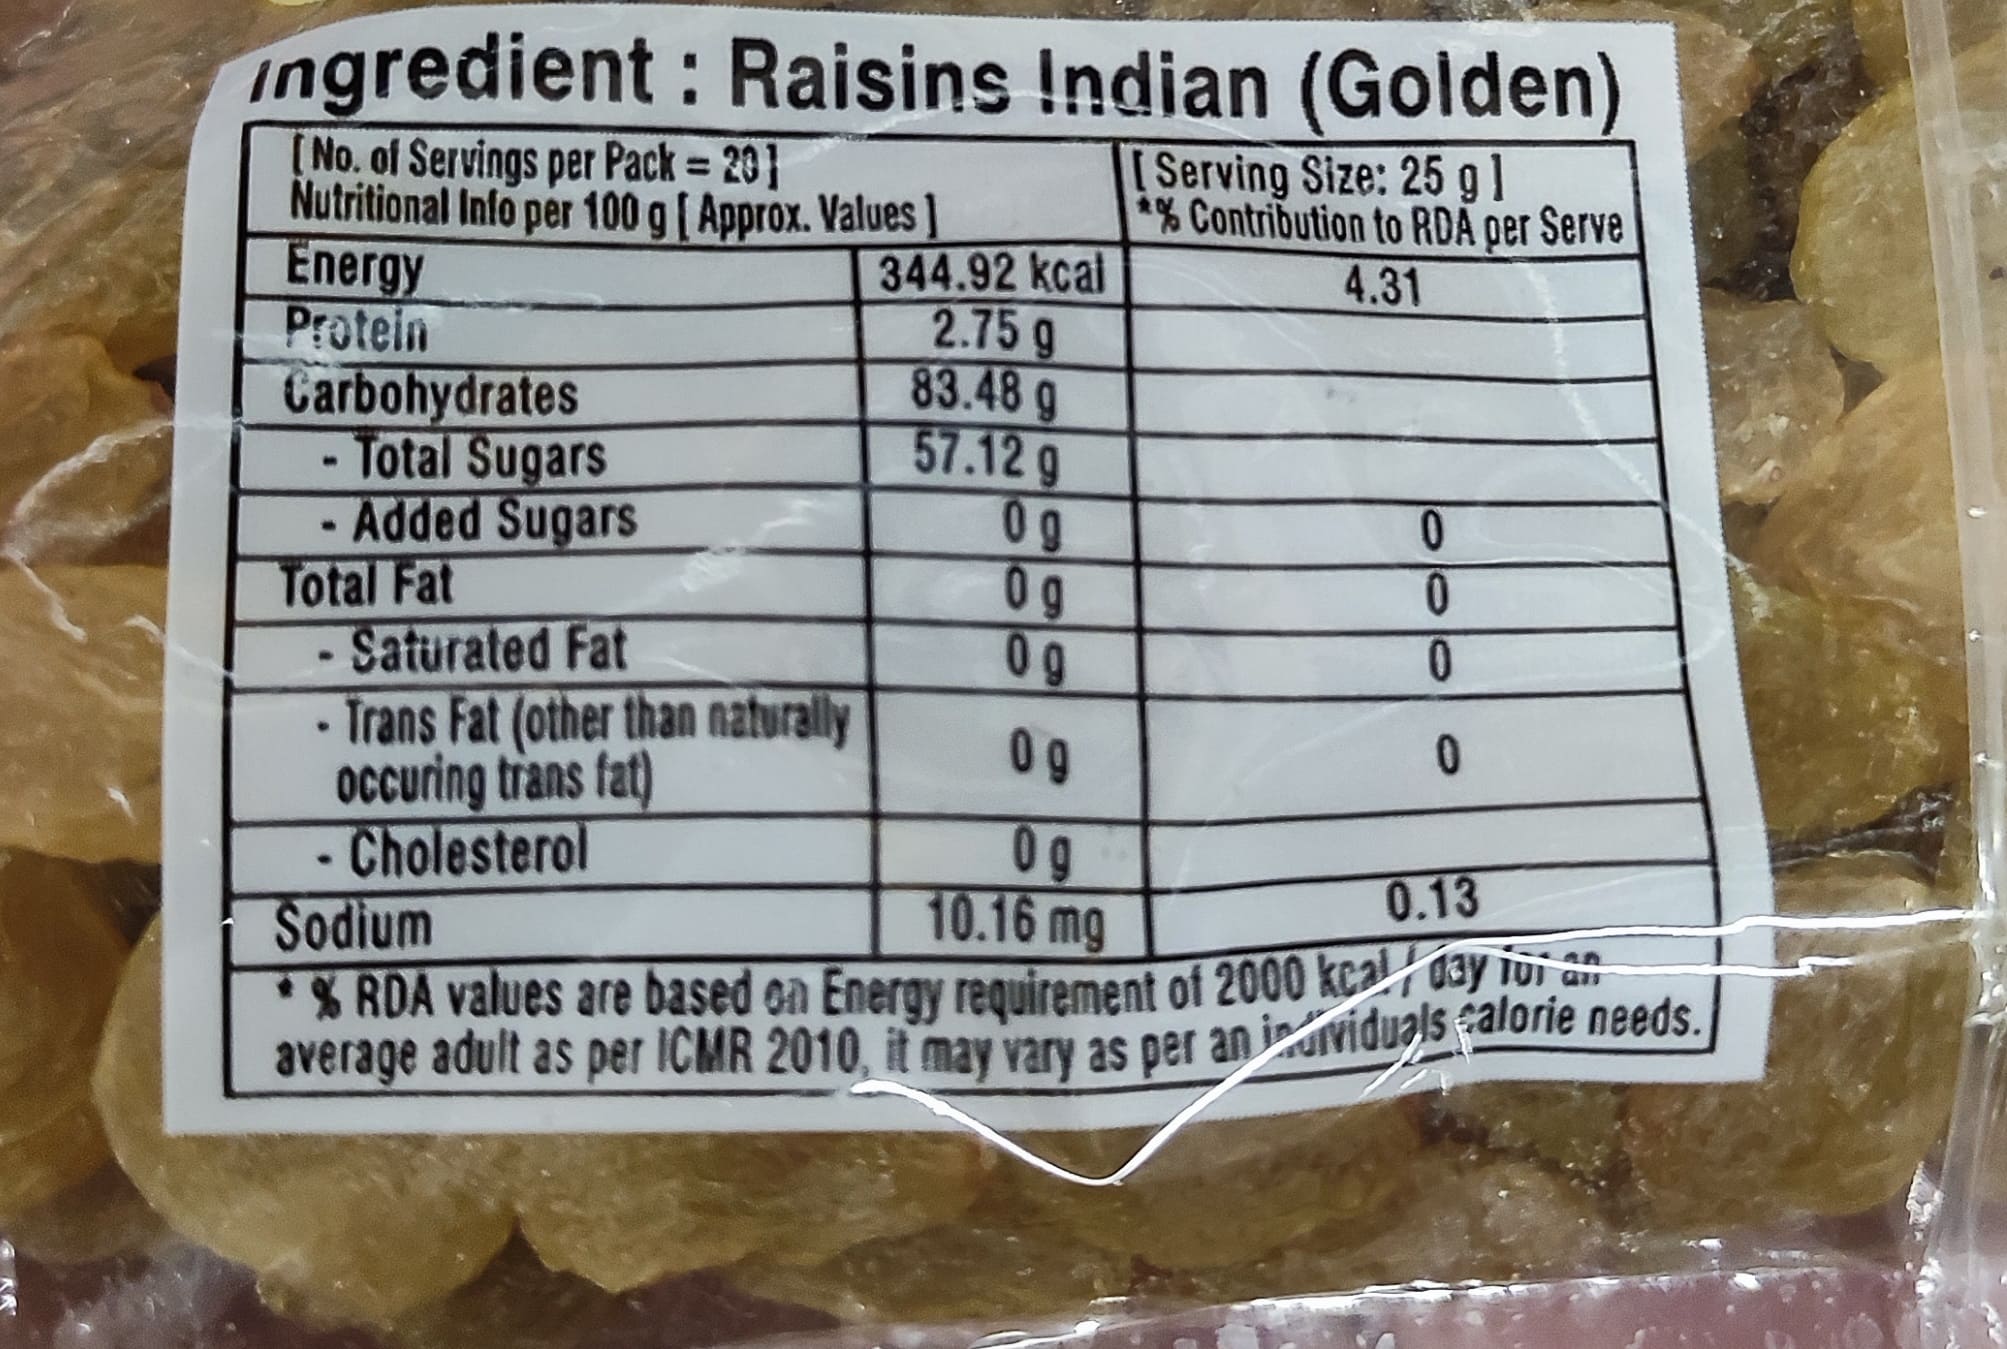 Ingredient : Raisins Indian (Golden)
[ No. of Servings per Pack = 20 ]
Nutritional Info per 100 g [ Approx. Values ]
[ Serving Size: 25 g ]
*% Contribution to RDA per Serve
Energy 344.92 kcal 4.31
Protein 2.75 g
Carbohydrates 83.48 g
- Total Sugars 57.12 g
- Added Sugars 0 g 0
Total Fat 0 g 0
- Saturated Fat 0 g 0
- Trans Fat (other than naturally
occuring trans fat) 0 g 0
- Cholesterol 0 g
Sodium 10.16 mg 0.13
* % RDA values are based on Energy requirement of 2000 kcal / day for an
average adult as per ICMR 2010, it may vary as per an individuals calorie needs.